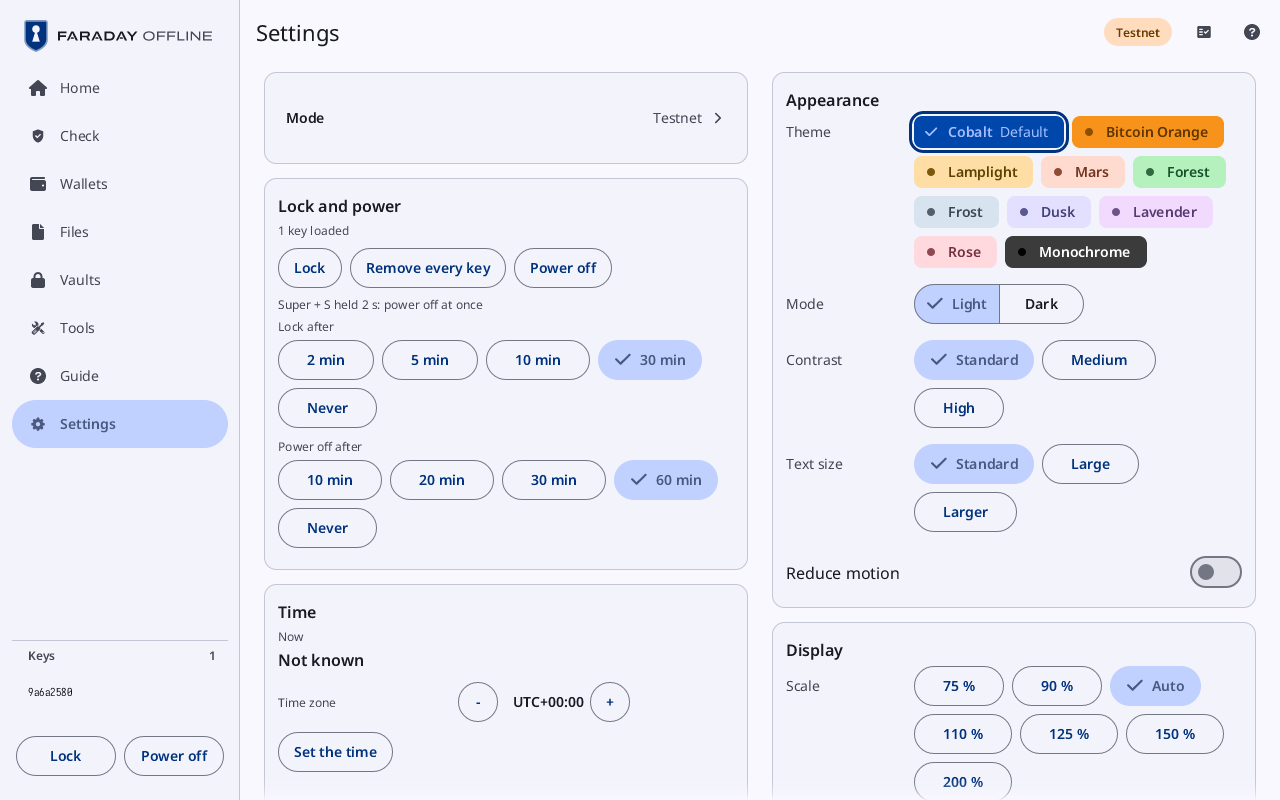 FARADAY OFFLINE
Home
Check
Wallets
Files
Vaults
Tools
Guide
Settings
Keys 1
9a6a2580
Lock Power off
Settings
Testnet
Mode Testnet
Lock and power
1 key loaded
Lock Remove every key Power off
Super + S held 2 s: power off at once
Lock after
2 min 5 min 10 min 30 min
Never
Power off after
10 min 20 min 30 min 60 min
Never
Time
Now
Not known
Time zone - UTC+00:00 +
Set the time
Appearance
Theme Cobalt Default Bitcoin Orange
Lamplight Mars Forest
Frost Dusk Lavender
Rose Monochrome
Mode Light Dark
Contrast Standard Medium
High
Text size Standard Large
Larger
Reduce motion
Display
Scale 75 % 90 % Auto
110 % 125 % 150 %
200 %